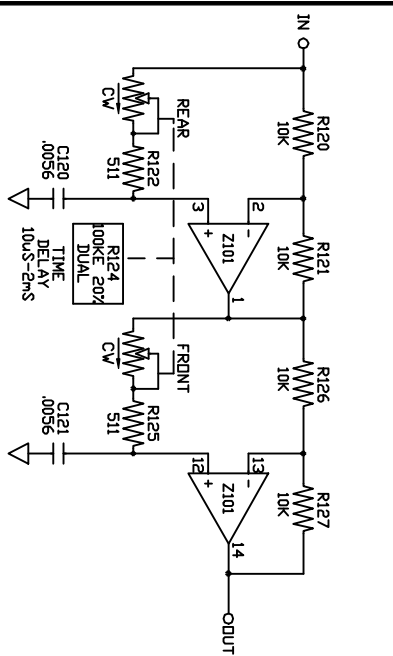 IN
R120
10K
R121
10K
R126
10K
R127
10K
REAR
CW
R122
511
2
-
3
+
Z101
1
C120
.0056
R124
100KE 20%
DUAL
TIME
DELAY
10uS-2mS
FRONT
CW
R125
511
13
-
12
+
Z101
14
C121
.0056
OUT